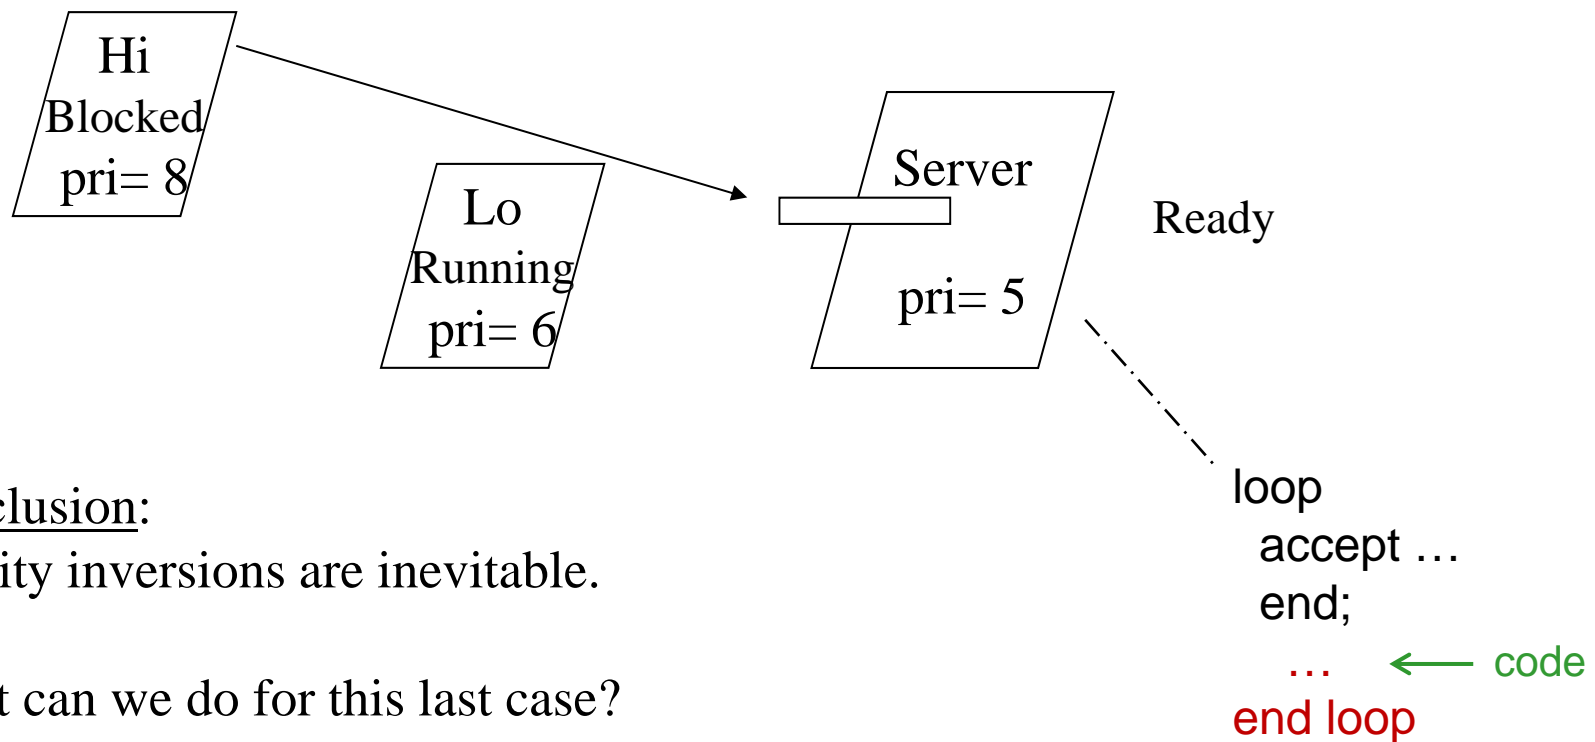 Hi
Blocked
pri= 8
Lo
Running
pri= 6
Server
pri= 5
Ready
clusion:
ity inversions are inevitable.
t can we do for this last case?
loop
accept …
end;
… code
end loop